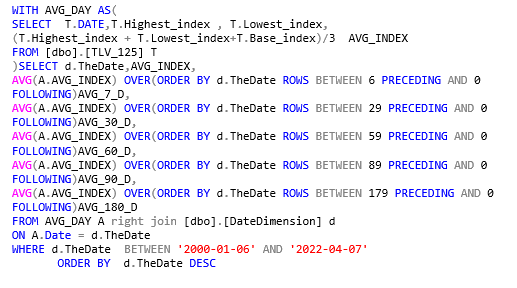 WITH AVG_DAY AS(
SELECT  T.DATE,T.Highest_index , T.Lowest_index,
(T.Highest_index + T.Lowest_index+T.Base_index)/3  AVG_INDEX
FROM [dbo].[TLV_125] T
)SELECT d.TheDate,AVG_INDEX,
AVG(A.AVG_INDEX) OVER(ORDER BY d.TheDate ROWS BETWEEN 6 PRECEDING AND 0
FOLLOWING)AVG_7_D,
AVG(A.AVG_INDEX) OVER(ORDER BY d.TheDate ROWS BETWEEN 29 PRECEDING AND 0
FOLLOWING)AVG_30_D,
AVG(A.AVG_INDEX) OVER(ORDER BY d.TheDate ROWS BETWEEN 59 PRECEDING AND 0
FOLLOWING)AVG_60_D,
AVG(A.AVG_INDEX) OVER(ORDER BY d.TheDate ROWS BETWEEN 89 PRECEDING AND 0
FOLLOWING)AVG_90_D,
AVG(A.AVG_INDEX) OVER(ORDER BY d.TheDate ROWS BETWEEN 179 PRECEDING AND 0
FOLLOWING)AVG_180_D
FROM AVG_DAY A right join [dbo].[DateDimension] d
ON A.Date = d.TheDate
WHERE d.TheDate  BETWEEN '2000-01-06' AND '2022-04-07'
ORDER BY  d.TheDate DESC